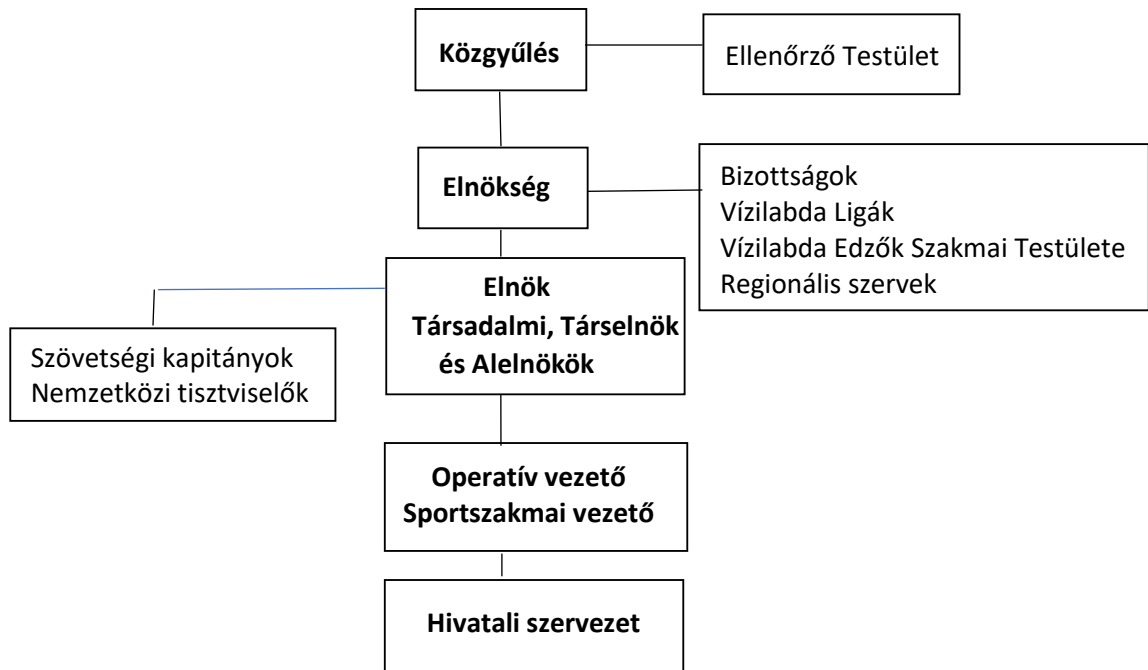 Közgyűlés
Ellenőrző Testület
Elnökség
Bizottságok
Vízilabda Ligák
Vízilabda Edzők Szakmai Testülete
Regionális szervek
Elnök
Társadalmi, Társelnök
és Alelnökök
Szövetségi kapitányok
Nemzetközi tisztviselők
Operatív vezető
Sportszakmai vezető
Hivatali szervezet